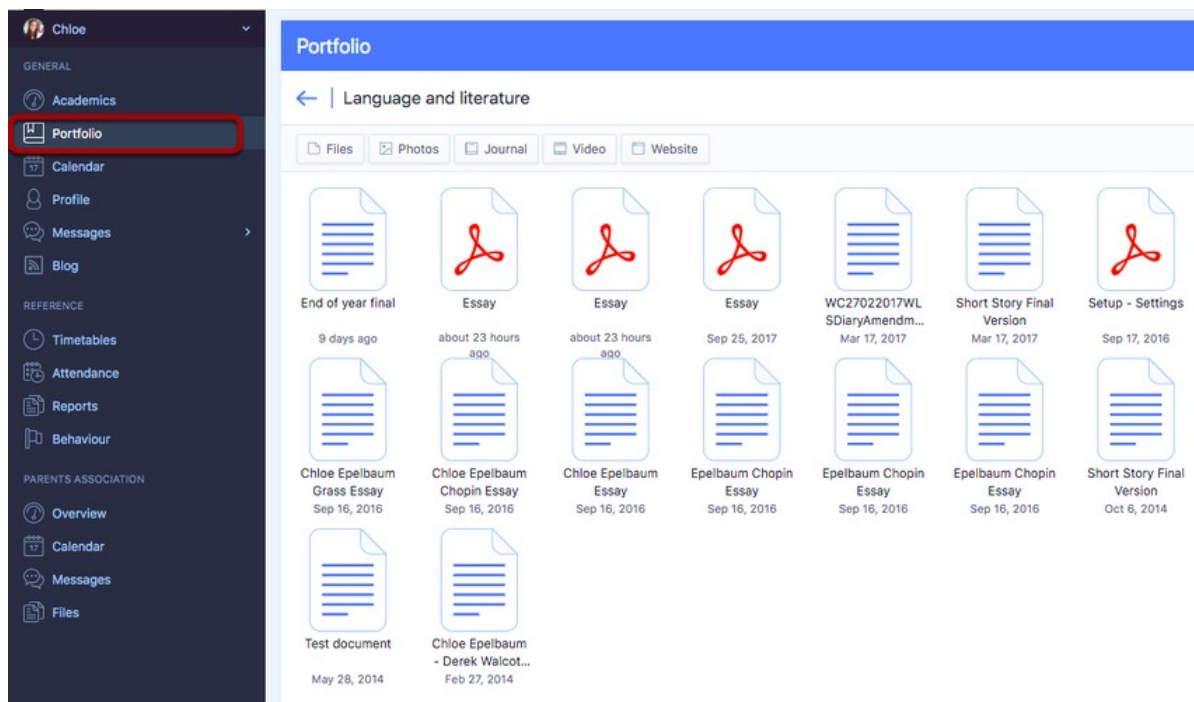 Chloe
GENERAL
Academics
Portfolio
Calendar
Profile
Messages
Blog
REFERENCE
Timetables
Attendance
Reports
Behaviour
PARENTS ASSOCIATION
Overview
Calendar
Messages
Files
Portfolio
Language and literature
Files Photos Journal Video Website
End of year final
9 days ago
Essay
about 23 hours
ago
Essay
about 23 hours
ago
Essay
Sep 25, 2017
WC27022017WL
SDiaryAmendm...
Mar 17, 2017
Short Story Final
Version
Mar 17, 2017
Setup - Settings
Sep 17, 2016
Chloe Epelbaum
Grass Essay
Sep 16, 2016
Chloe Epelbaum
Chopin Essay
Sep 16, 2016
Chloe Epelbaum
Essay
Sep 16, 2016
Epelbaum Chopin
Essay
Sep 16, 2016
Epelbaum Chopin
Essay
Sep 16, 2016
Epelbaum Chopin
Essay
Sep 16, 2016
Short Story Final
Version
Oct 6, 2014
Test document
May 28, 2014
Chloe Epelbaum
- Derek Walcot...
Feb 27, 2014